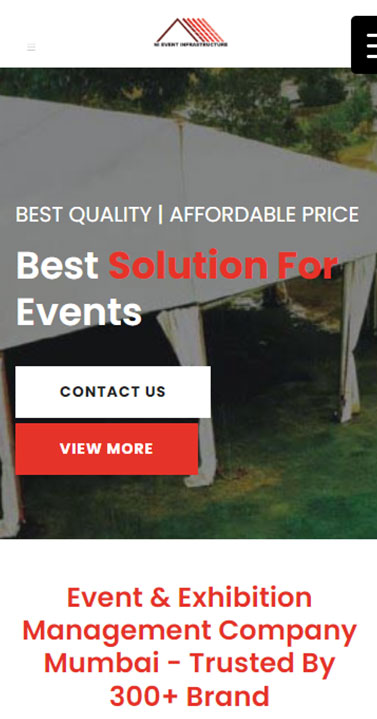 NI EVENT INFRASTRUCTURE
BEST QUALITY | AFFORDABLE PRICE
Best Solution For
Events
CONTACT US
VIEW MORE
Event & Exhibition
Management Company
Mumbai - Trusted By
300+ Brand